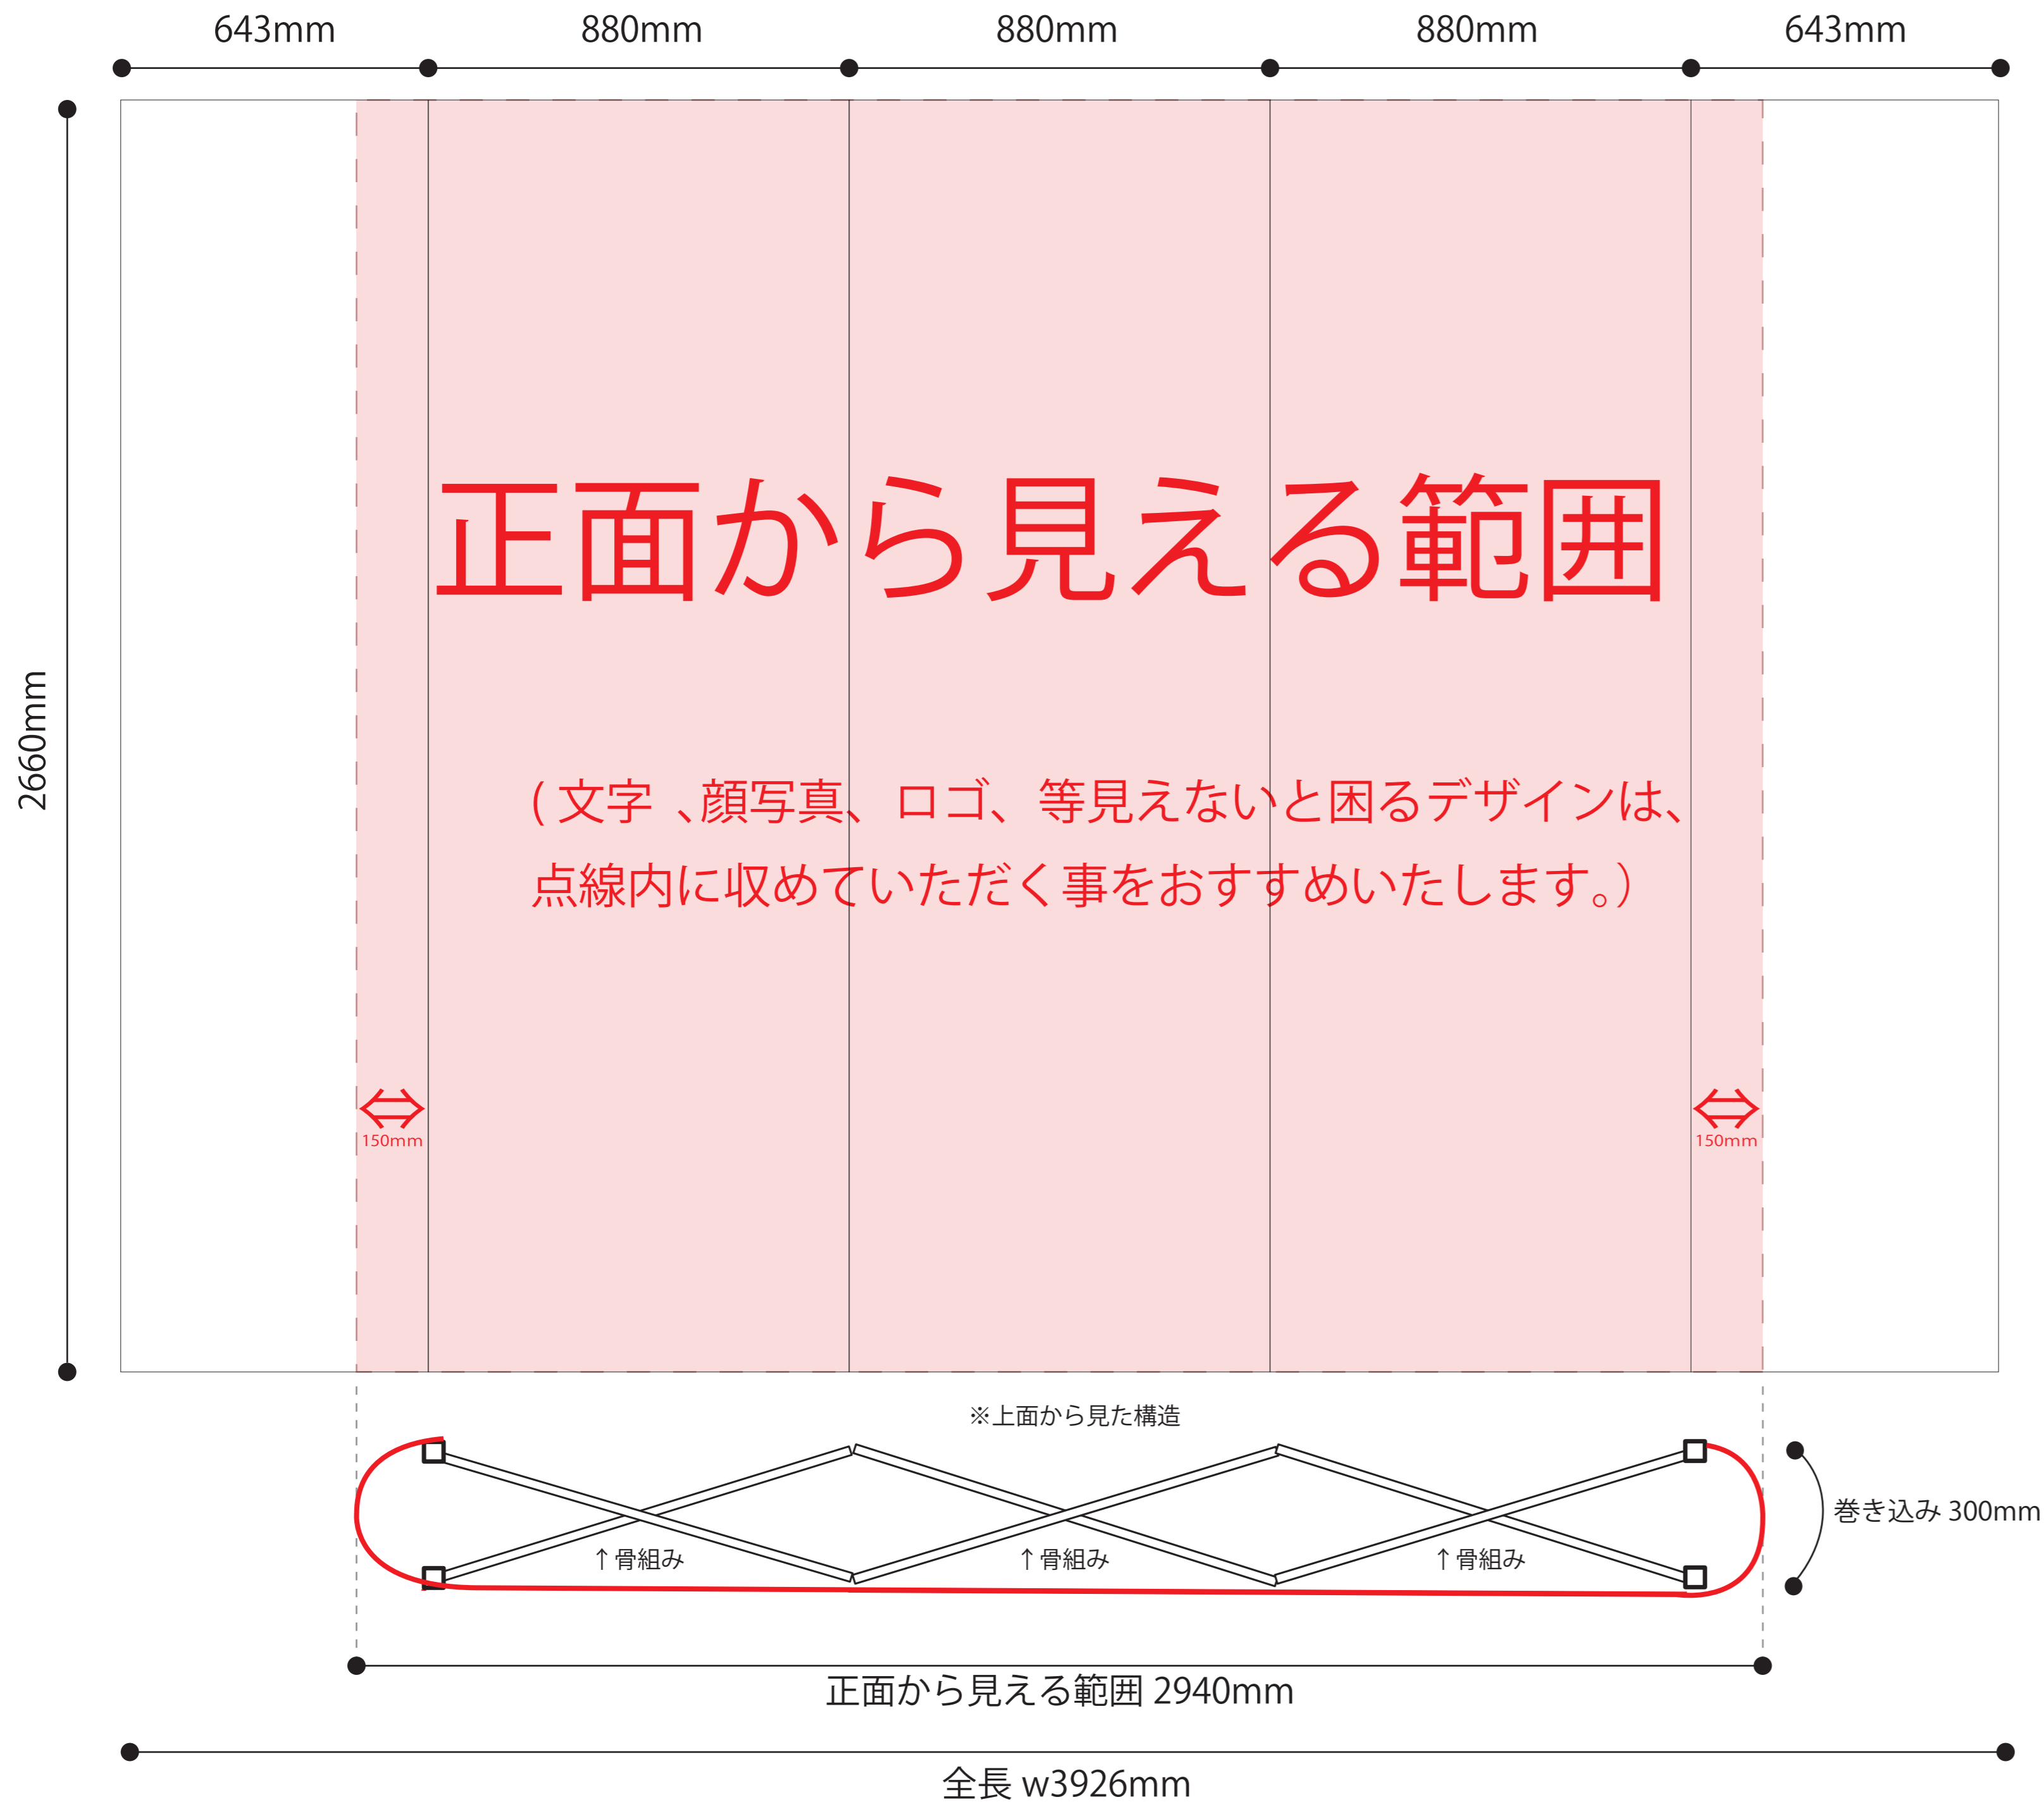 643mm
880mm
880mm
880mm
643mm
2660mm
正面から見える範囲
(文字、顔写真、ロゴ、等見えないと困るデザインは、
点線内に収めていただく事をおすすめいたします。)
150mm
150mm
※上面から見た構造
巻き込み 300mm
↑骨組み
↑骨組み
↑骨組み
正面から見える範囲 2940mm
全長 w3926mm